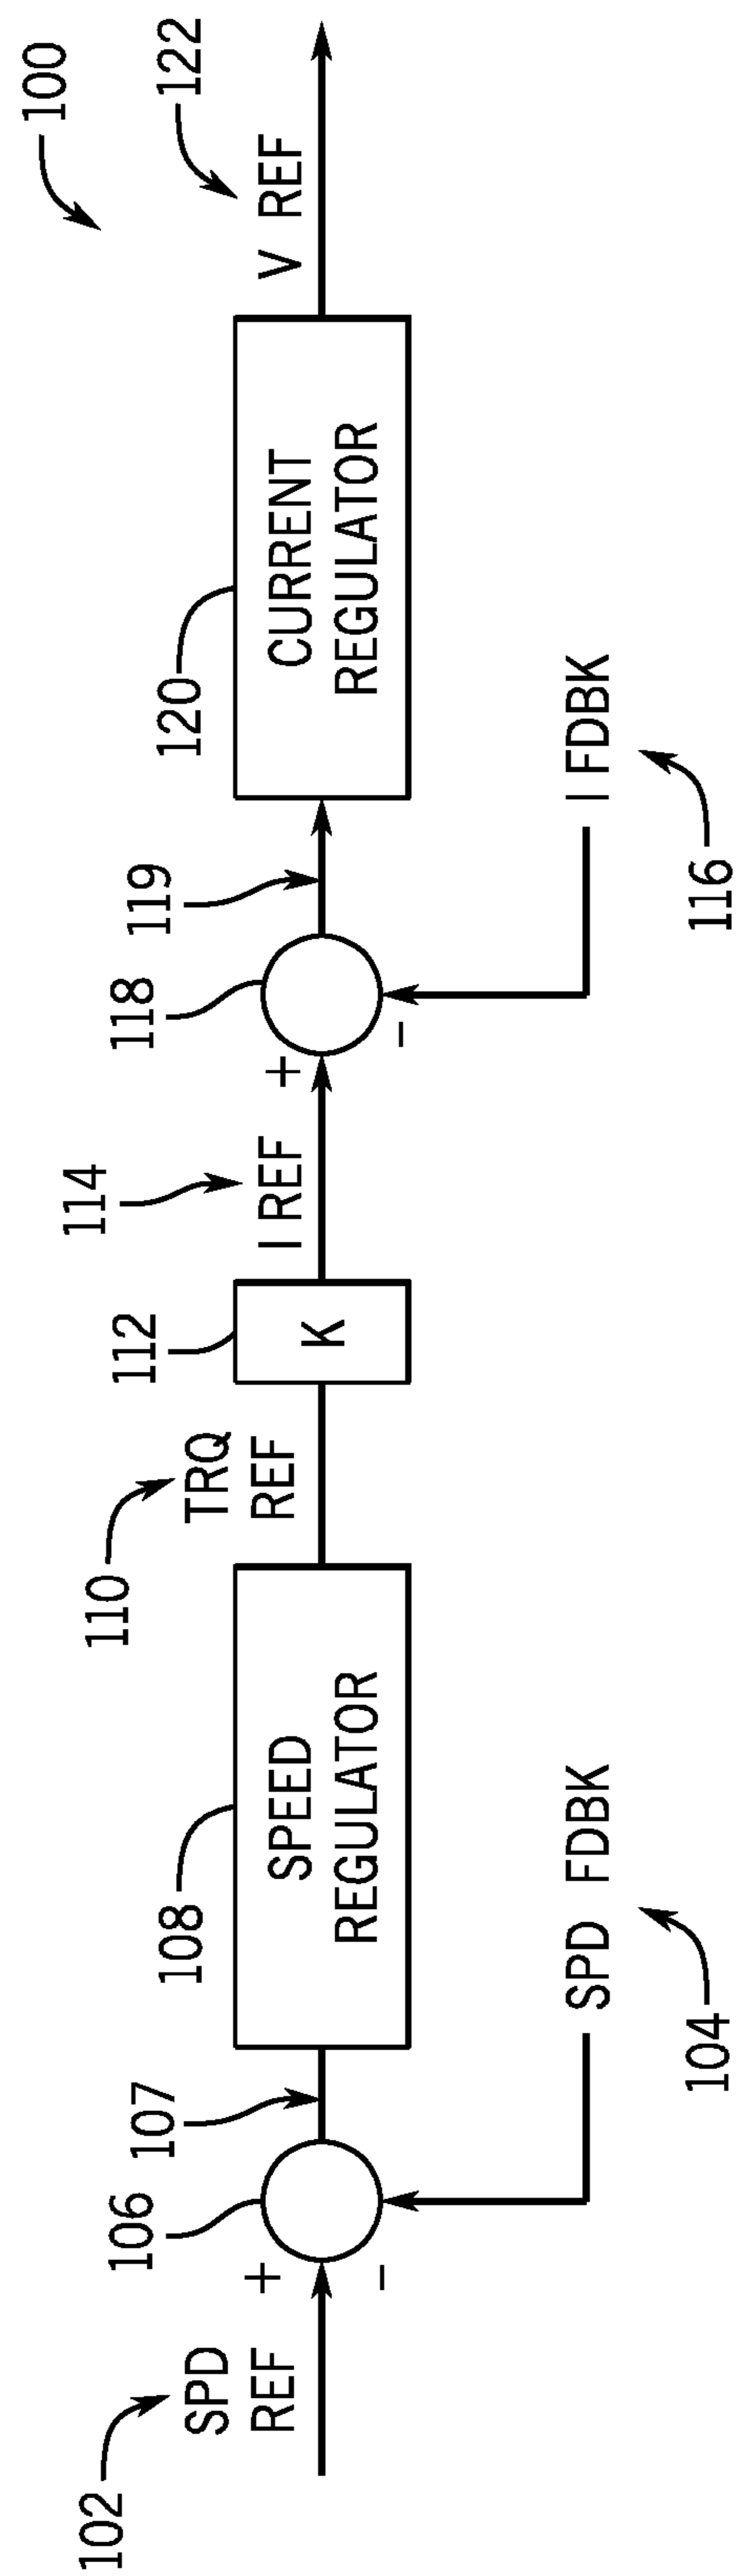 100
102
SPD
REF
+
-
106
107
SPD FDBK
104
108
SPEED
REGULATOR
110
TRQ
REF
112
K
114
I REF
+
-
118
119
I FDBK
116
120
CURRENT
REGULATOR
V REF
122